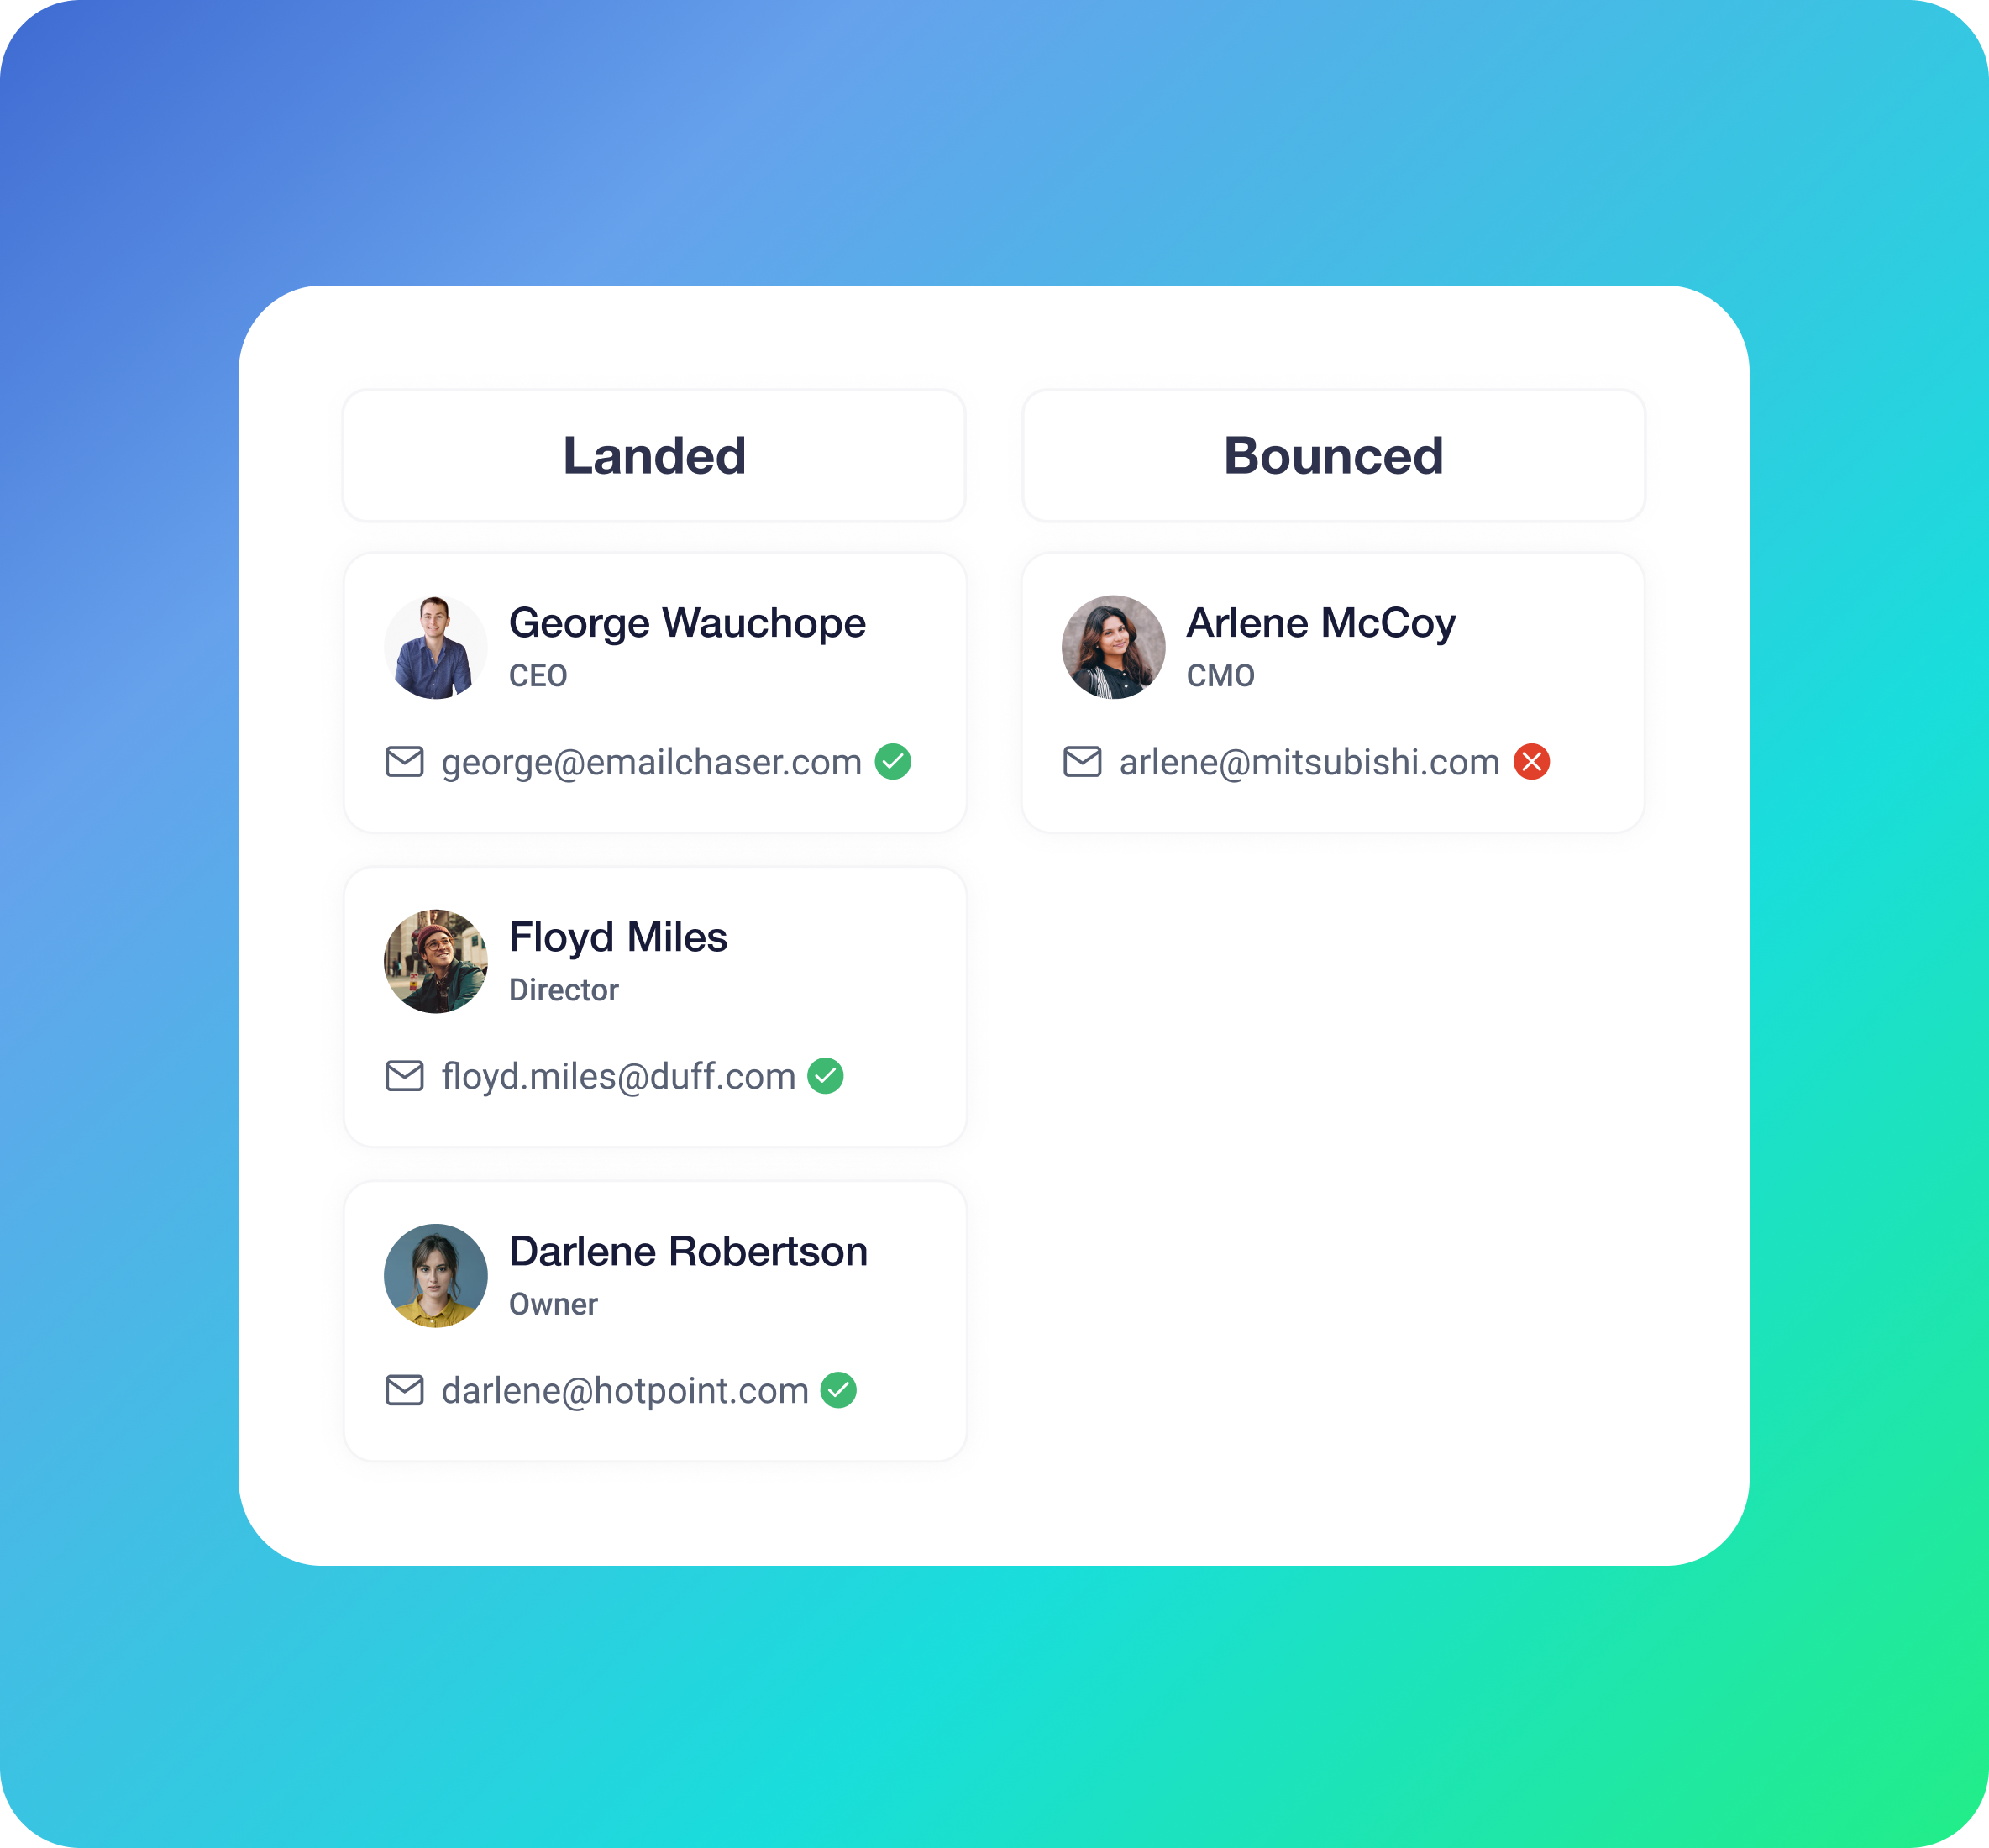 Landed
George Wauchope
CEO
george@emailchaser.com
Floyd Miles
Director
floyd.miles@duff.com
Darlene Robertson
Owner
darlene@hotpoint.com
Bounced
Arlene McCoy
CMO
arlene@mitsubishi.com